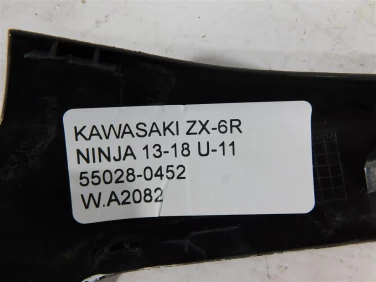 KAWASAKI ZX-6R
NINJA 13-18 U-11
55028-0452
W.A2082